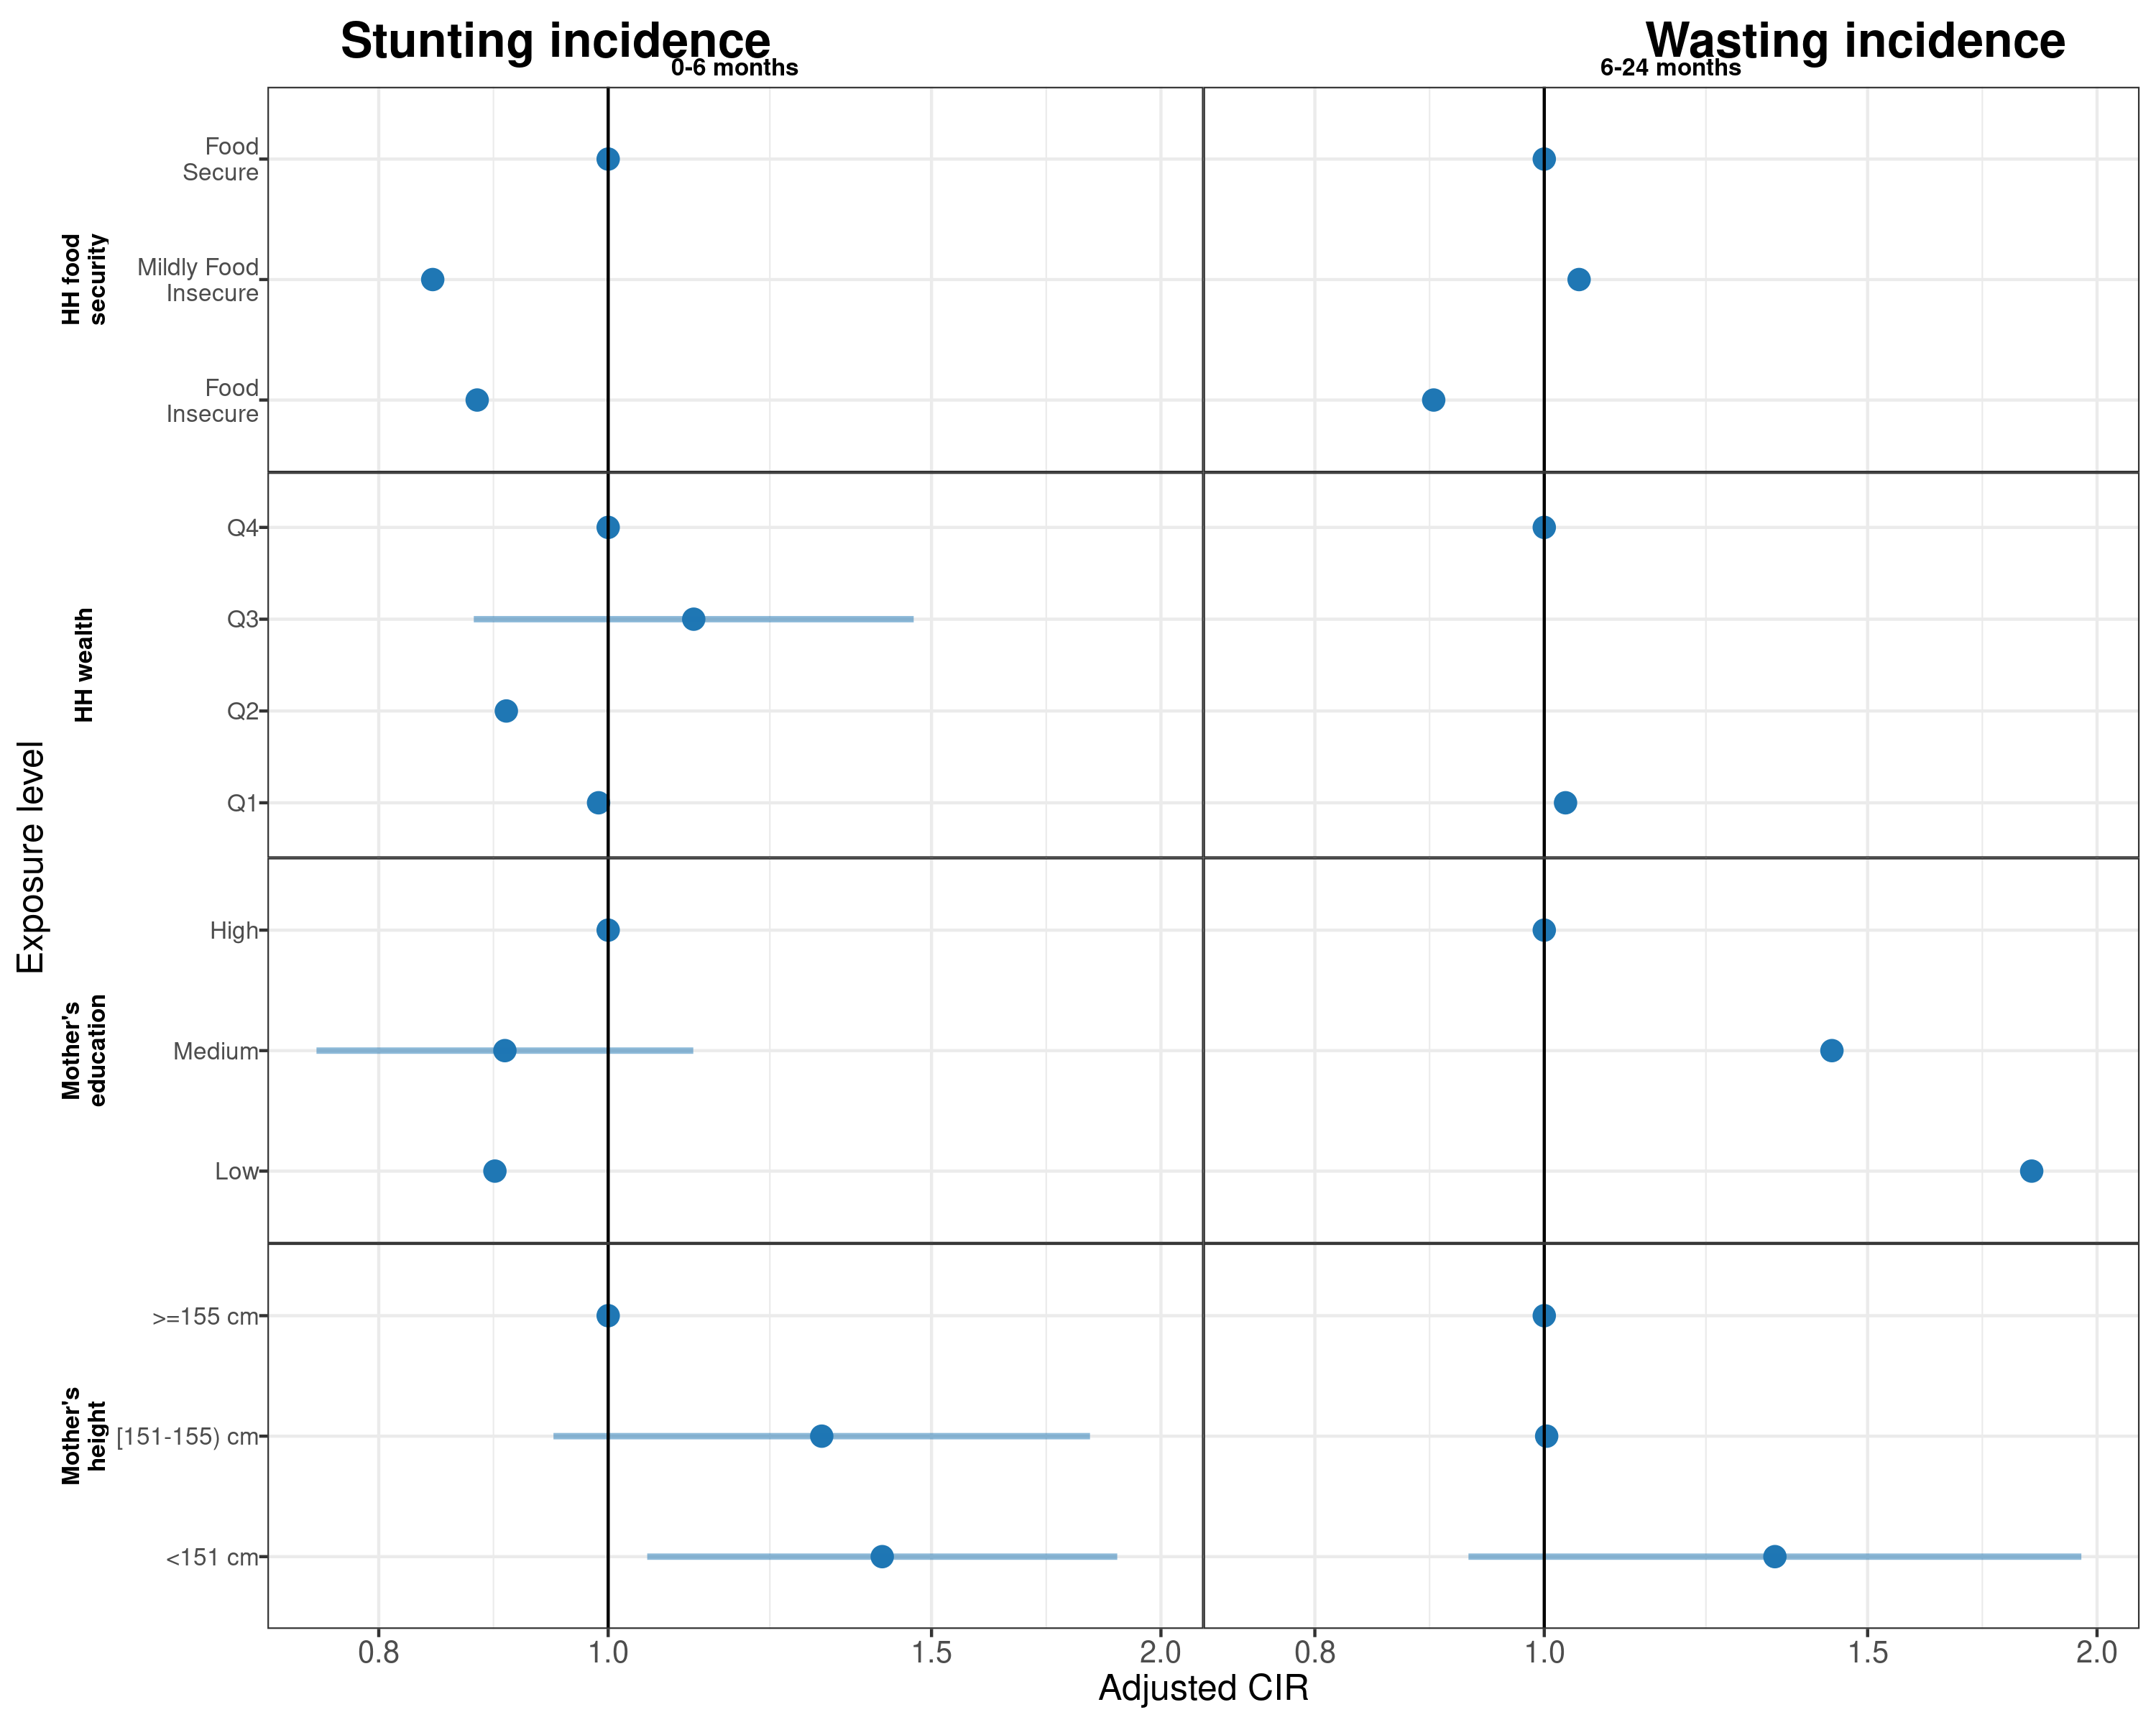 Stunting incidence
Wasting incidence
0-6 months
6-24 months
Exposure level
HH food
security
Food
Secure
Mildly Food
Insecure
Food
Insecure
HH wealth
Q4
Q3
Q2
Q1
Mother's
education
High
Medium
Low
Mother's
height
>=155 cm
[151-155) cm
<151 cm
0.8 1.0 1.5 2.0
0.8 1.0 1.5 2.0
Adjusted CIR